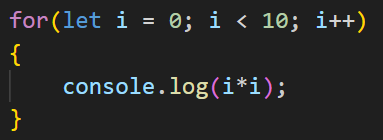 for(let i = 0; i < 10; i++)
{
    console.log(i*i);
}